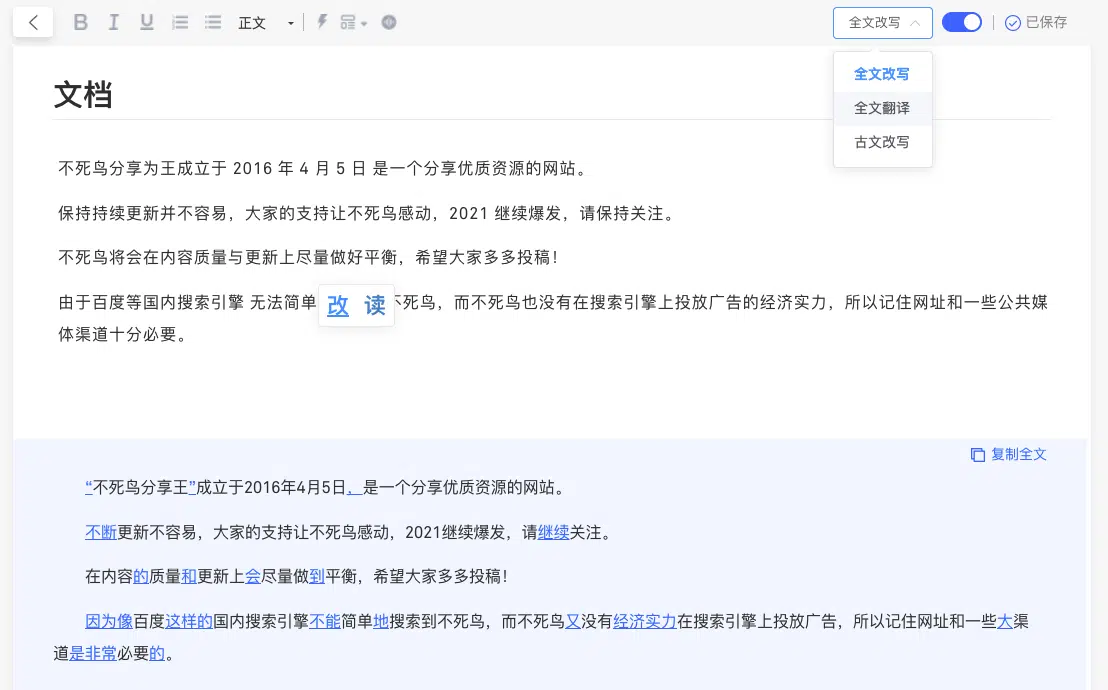 B I U 正文 全文改写 已保存
全文改写
全文翻译
古文改写
文档
不死鸟分享为王成立于 2016 年 4 月 5 日 是一个分享优质资源的网站。
保持持续更新并不容易，大家的支持让不死鸟感动，2021 继续爆发，请保持关注。
不死鸟将会在内容质量与更新上尽量做好平衡，希望大家多多投稿！
由于百度等国内搜索引擎 无法简单 改 读 不死鸟，而不死鸟也没有在搜索引擎上投放广告的经济实力，所以记住网址和一些公共媒
体渠道十分必要。
复制全文
“不死鸟分享王”成立于2016年4月5日，是一个分享优质资源的网站。
不断更新不容易，大家的支持让不死鸟感动，2021继续爆发，请继续关注。
在内容的质量和更新上会尽量做到平衡，希望大家多多投稿！
因为像百度这样的国内搜索引擎不能简单地搜索到不死鸟，而不死鸟又没有经济实力在搜索引擎上投放广告，所以记住网址和一些大渠
道是非常必要的。